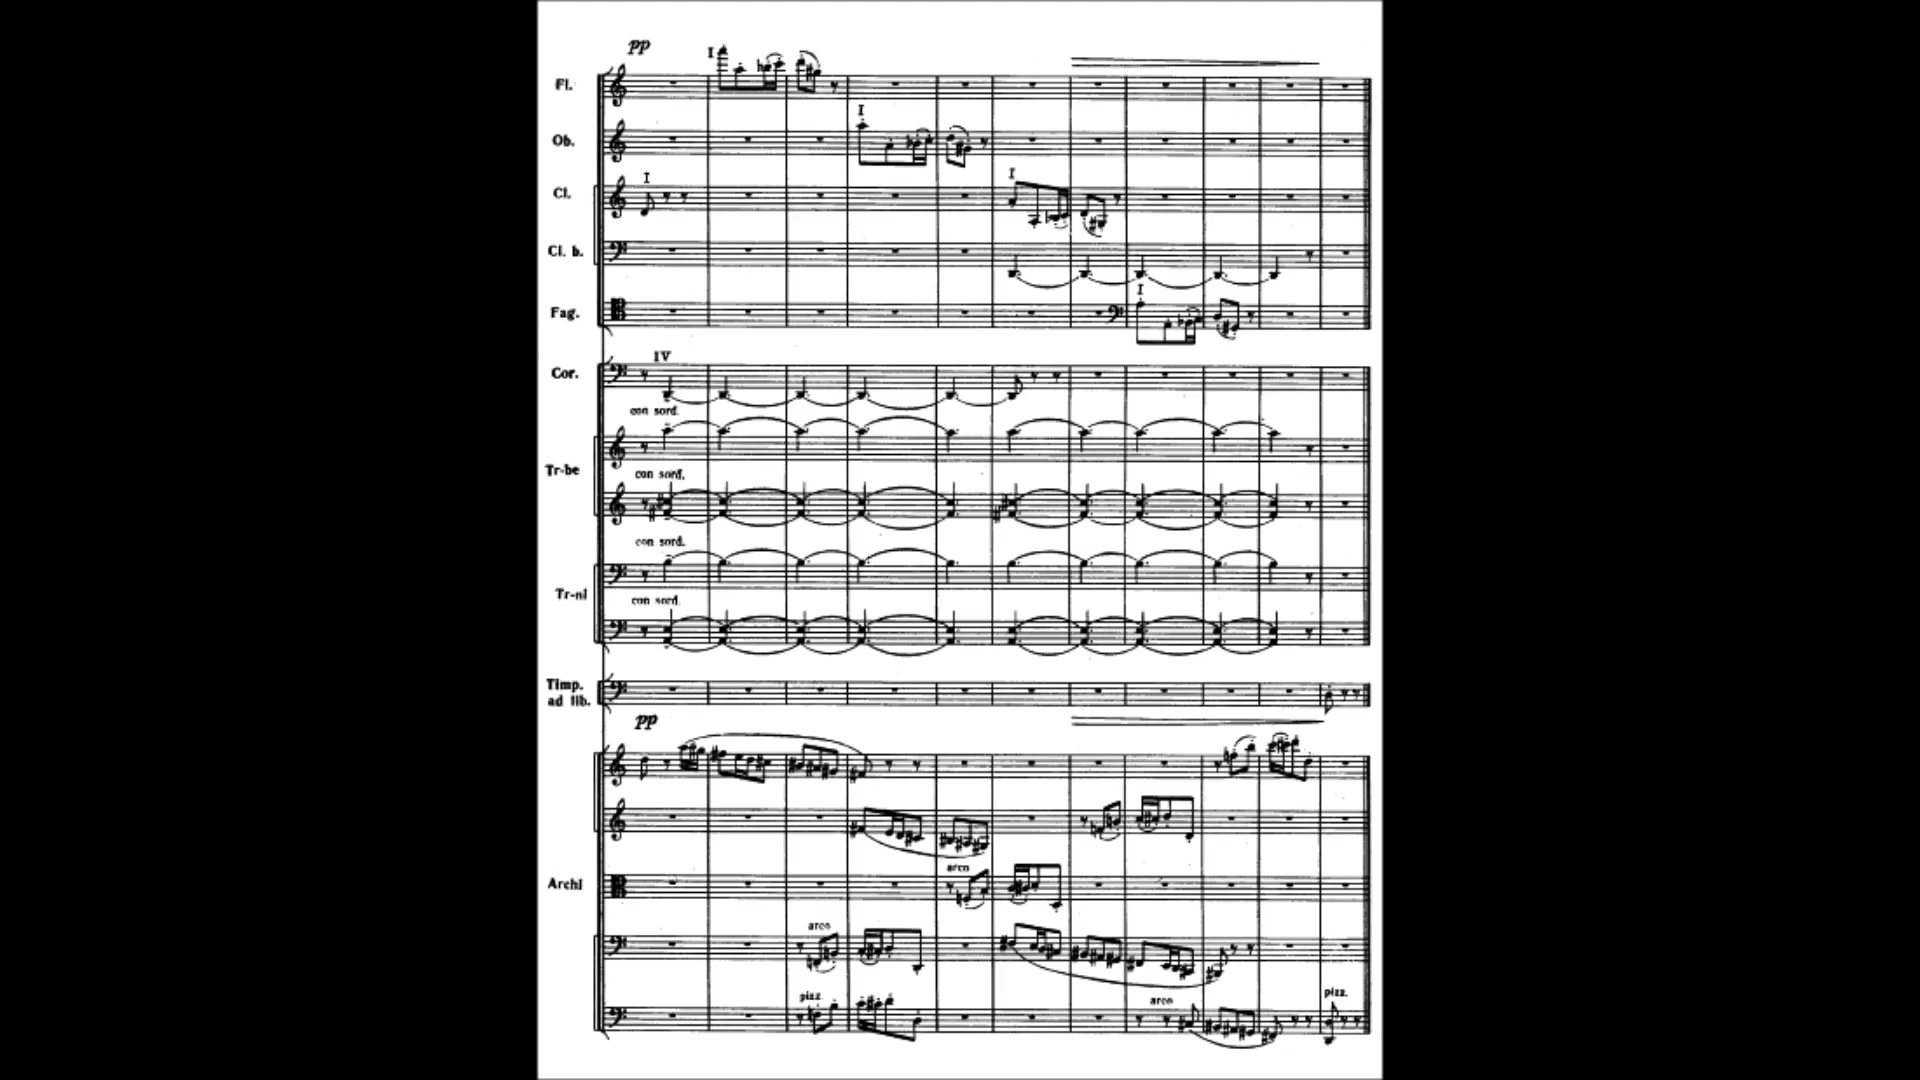 pp
I
Fl.
I
Ob.
I
I
Cl.
Cl. b.
I
Fag.
IV
Cor.
con sord.
Tr-be
con sord.
con sord.
Tr-ni
con sord.
Timp.
ad lib.
pp
arco
Archi
arco
pizz.
arco
pizz.